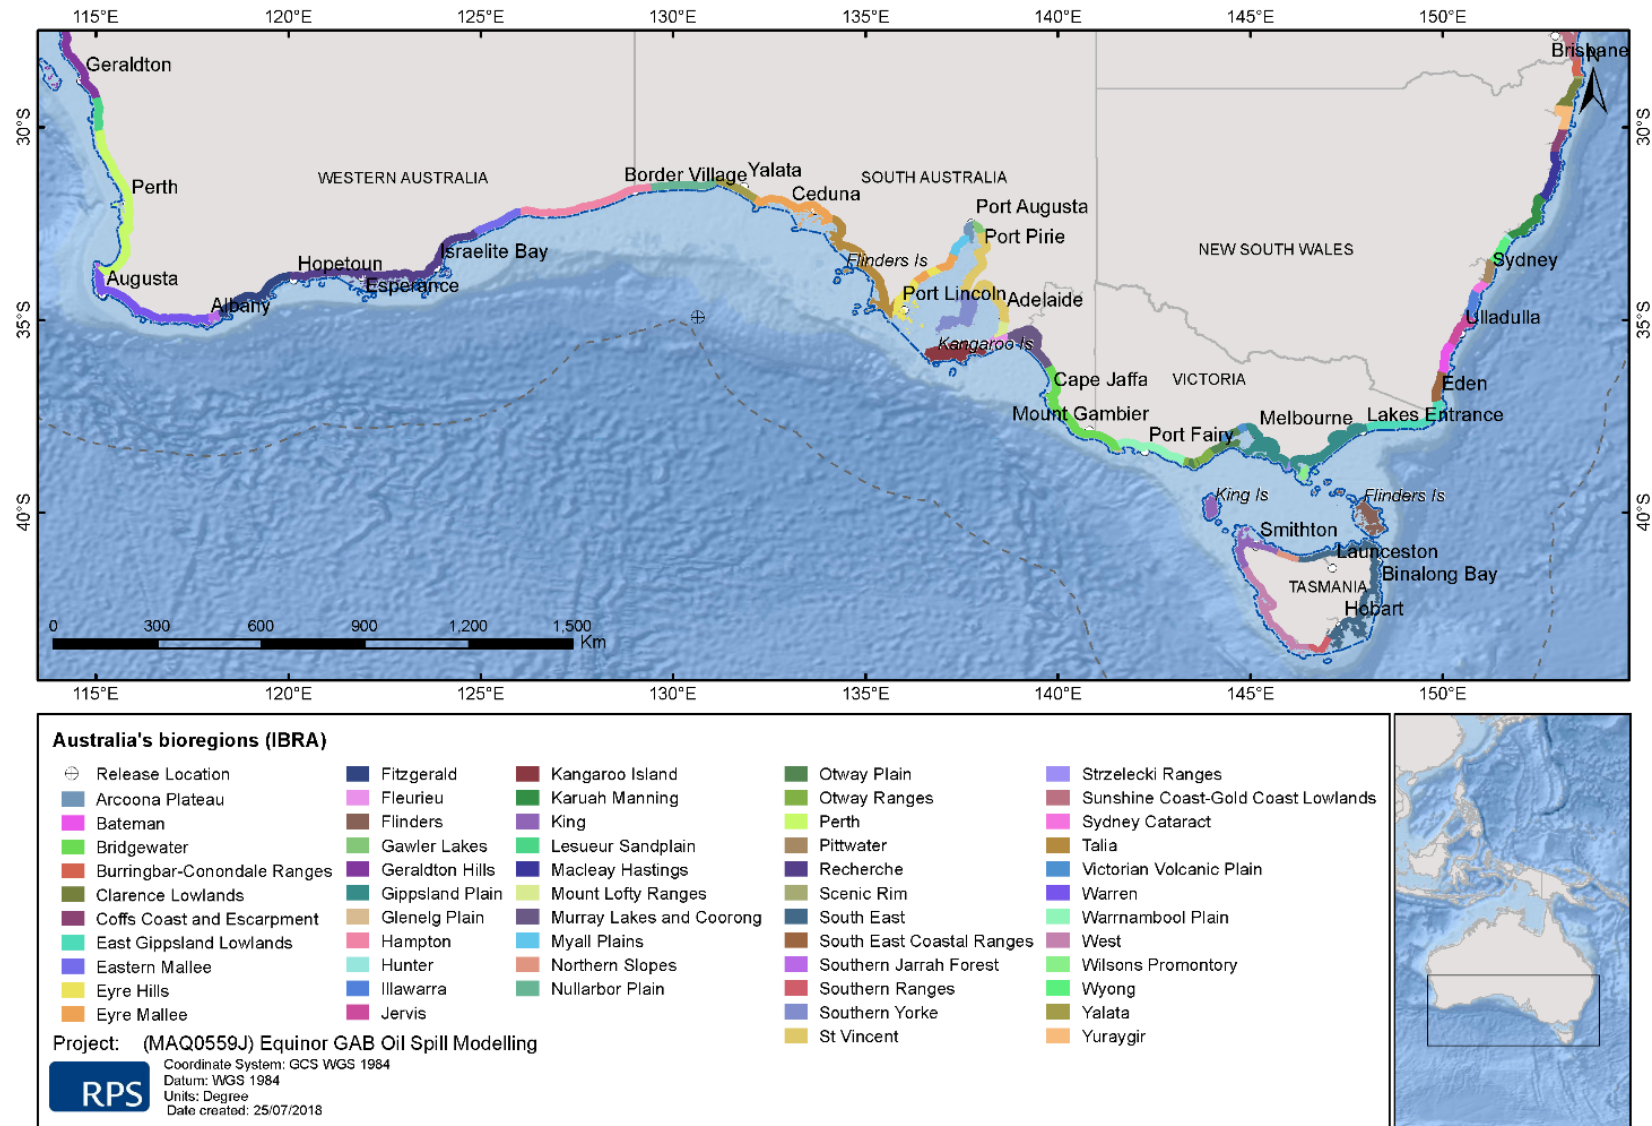 115°E 120°E 125°E 130°E 135°E 140°E 145°E 150°E
Brisbane
N
Geraldton
30°S 30°S
Perth
WESTERN AUSTRALIA
Border Village
Yalata
Ceduna
SOUTH AUSTRALIA
Port Augusta
Port Pirie
NEW SOUTH WALES
Israelite Bay
Hopetoun
Augusta
Esperance
Albany
Flinders Is
Port Lincoln
Adelaide
Sydney
35°S 35°S
Ulladulla
Kangaroo Is
Cape Jaffa
VICTORIA
Eden
Mount Gambier
Melbourne
Lakes Entrance
Port Fairy
King Is
Flinders Is
40°S 40°S
Smithton
Launceston
Binalong Bay
TASMANIA
Hobart
0 300 600 900 1,200 1,500
Km
115°E 120°E 125°E 130°E 135°E 140°E 145°E 150°E
Australia's bioregions (IBRA)
Release Location
Arcoona Plateau
Bateman
Bridgewater
Burringbar-Conondale Ranges
Clarence Lowlands
Coffs Coast and Escarpment
East Gippsland Lowlands
Eastern Mallee
Eyre Hills
Eyre Mallee
Fitzgerald
Fleurieu
Flinders
Gawler Lakes
Geraldton Hills
Gippsland Plain
Glenelg Plain
Hampton
Hunter
Illawarra
Jervis
Kangaroo Island
Karuah Manning
King
Lesueur Sandplain
Macleay Hastings
Mount Lofty Ranges
Murray Lakes and Coorong
Myall Plains
Northern Slopes
Nullarbor Plain
Otway Plain
Otway Ranges
Perth
Pittwater
Recherche
Scenic Rim
South East
South East Coastal Ranges
Southern Jarrah Forest
Southern Ranges
Southern Yorke
St Vincent
Strzelecki Ranges
Sunshine Coast-Gold Coast Lowlands
Sydney Cataract
Talia
Victorian Volcanic Plain
Warren
Warrnambool Plain
West
Wilsons Promontory
Wyong
Yalata
Yuraygir
Project: (MAQ0559J) Equinor GAB Oil Spill Modelling
RPS
Coordinate System: GCS WGS 1984
Datum: WGS 1984
Units: Degree
Date created: 25/07/2018